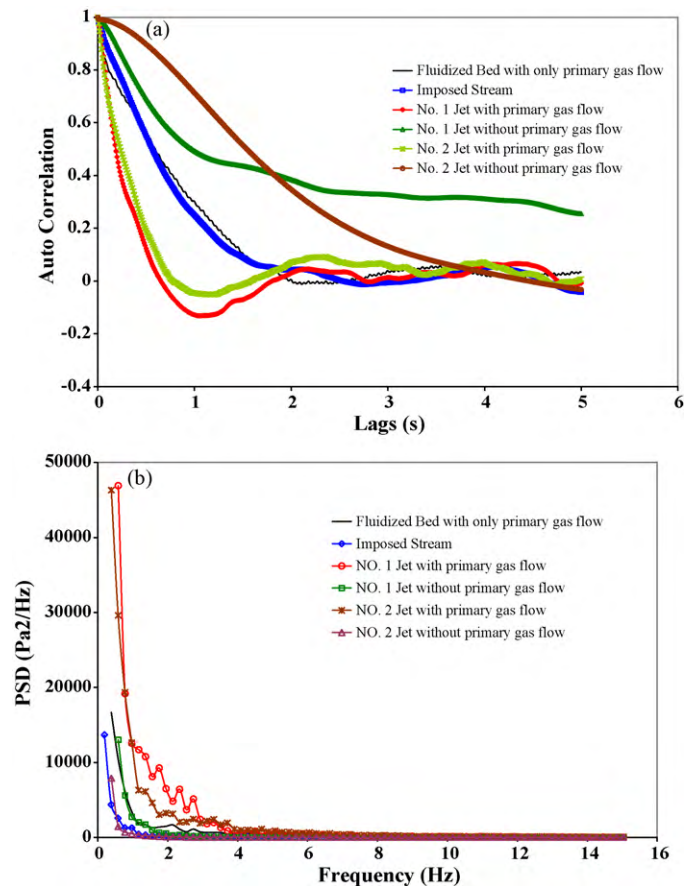 (a)
1
0.8
0.6
0.4
0.2
0
-0.2
-0.4
Auto Correlation
Fluidized Bed with only primary gas flow
Imposed Stream
No. 1 Jet with primary gas flow
No. 1 Jet without primary gas flow
No. 2 Jet with primary gas flow
No. 2 Jet without primary gas flow
0 1 2 3 4 5 6
Lags (s)
(b)
50000
40000
30000
20000
10000
0
PSD (Pa2/Hz)
Fluidized Bed with only primary gas flow
Imposed Stream
NO. 1 Jet with primary gas flow
NO. 1 Jet without primary gas flow
NO. 2 Jet with primary gas flow
NO. 2 Jet without primary gas flow
0 2 4 6 8 10 12 14 16
Frequency (Hz)